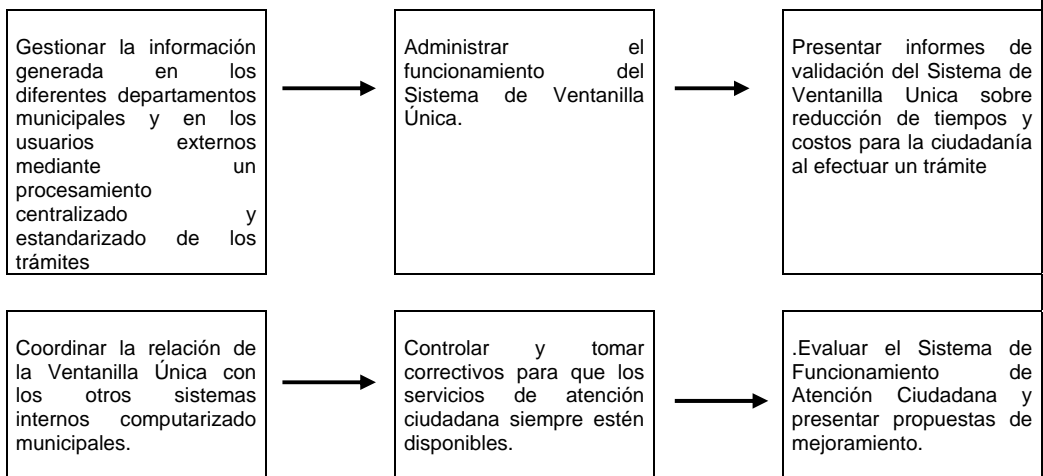 Gestionar la información
generada en los
diferentes departamentos
municipales y en los
usuarios externos
mediante un
procesamiento
centralizado y
estandarizado de los
trámites
Administrar el
funcionamiento del
Sistema de Ventanilla
Única.
Presentar informes de
validación del Sistema de
Ventanilla Unica sobre
reducción de tiempos y
costos para la ciudadanía
al efectuar un trámite
Coordinar la relación de
la Ventanilla Única con
los otros sistemas
internos computarizado
municipales.
Controlar y tomar
correctivos para que los
servicios de atención
ciudadana siempre estén
disponibles.
.Evaluar el Sistema de
Funcionamiento de
Atención Ciudadana y
presentar propuestas de
mejoramiento.